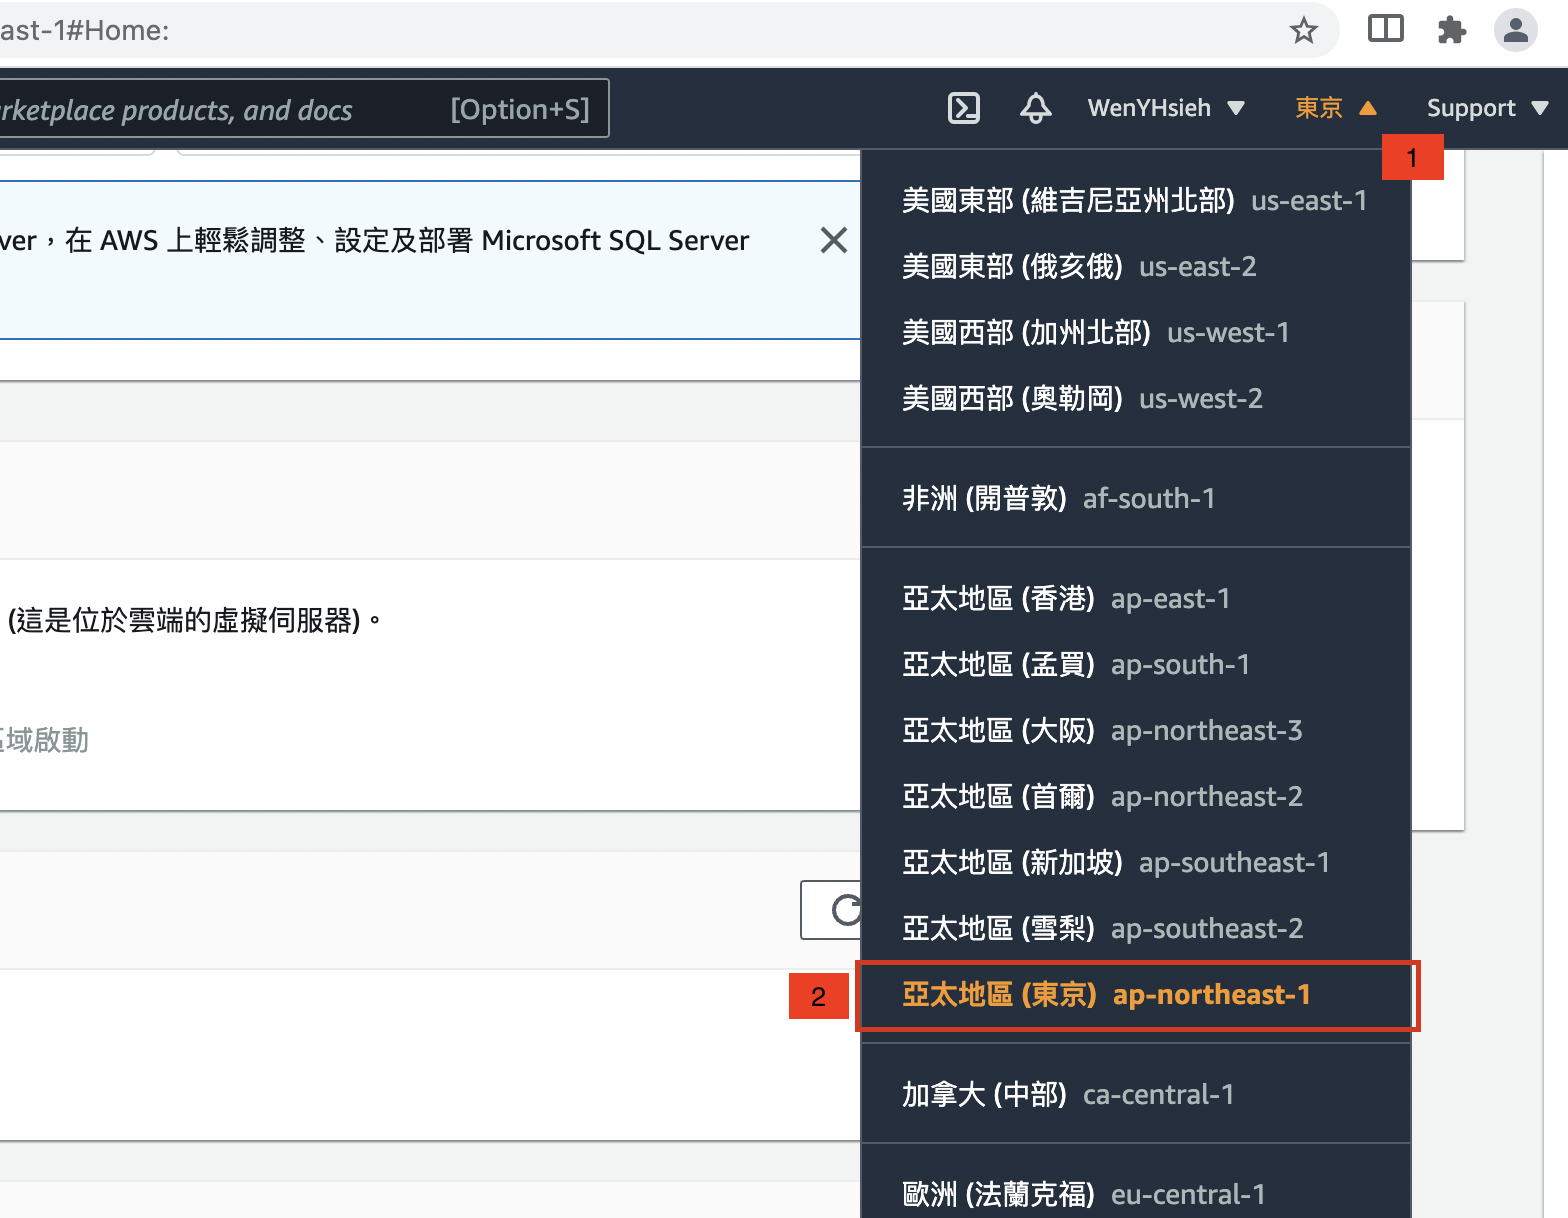 ast-1#Home:
rketplace products, and docs [Option+S] WenYHsieh 東京 Support
1
美國東部 (維吉尼亞州北部) us-east-1
ver，在 AWS 上輕鬆調整、設定及部署 Microsoft SQL Server
美國東部 (俄亥俄) us-east-2
美國西部 (加州北部) us-west-1
美國西部 (奧勒岡) us-west-2
非洲 (開普敦) af-south-1
亞太地區 (香港) ap-east-1
(這是位於雲端的虛擬伺服器)。
亞太地區 (孟買) ap-south-1
亞太地區 (大阪) ap-northeast-3
區域啟動
亞太地區 (首爾) ap-northeast-2
亞太地區 (新加坡) ap-southeast-1
亞太地區 (雪梨) ap-southeast-2
2
亞太地區 (東京) ap-northeast-1
加拿大 (中部) ca-central-1
歐洲 (法蘭克福) eu-central-1